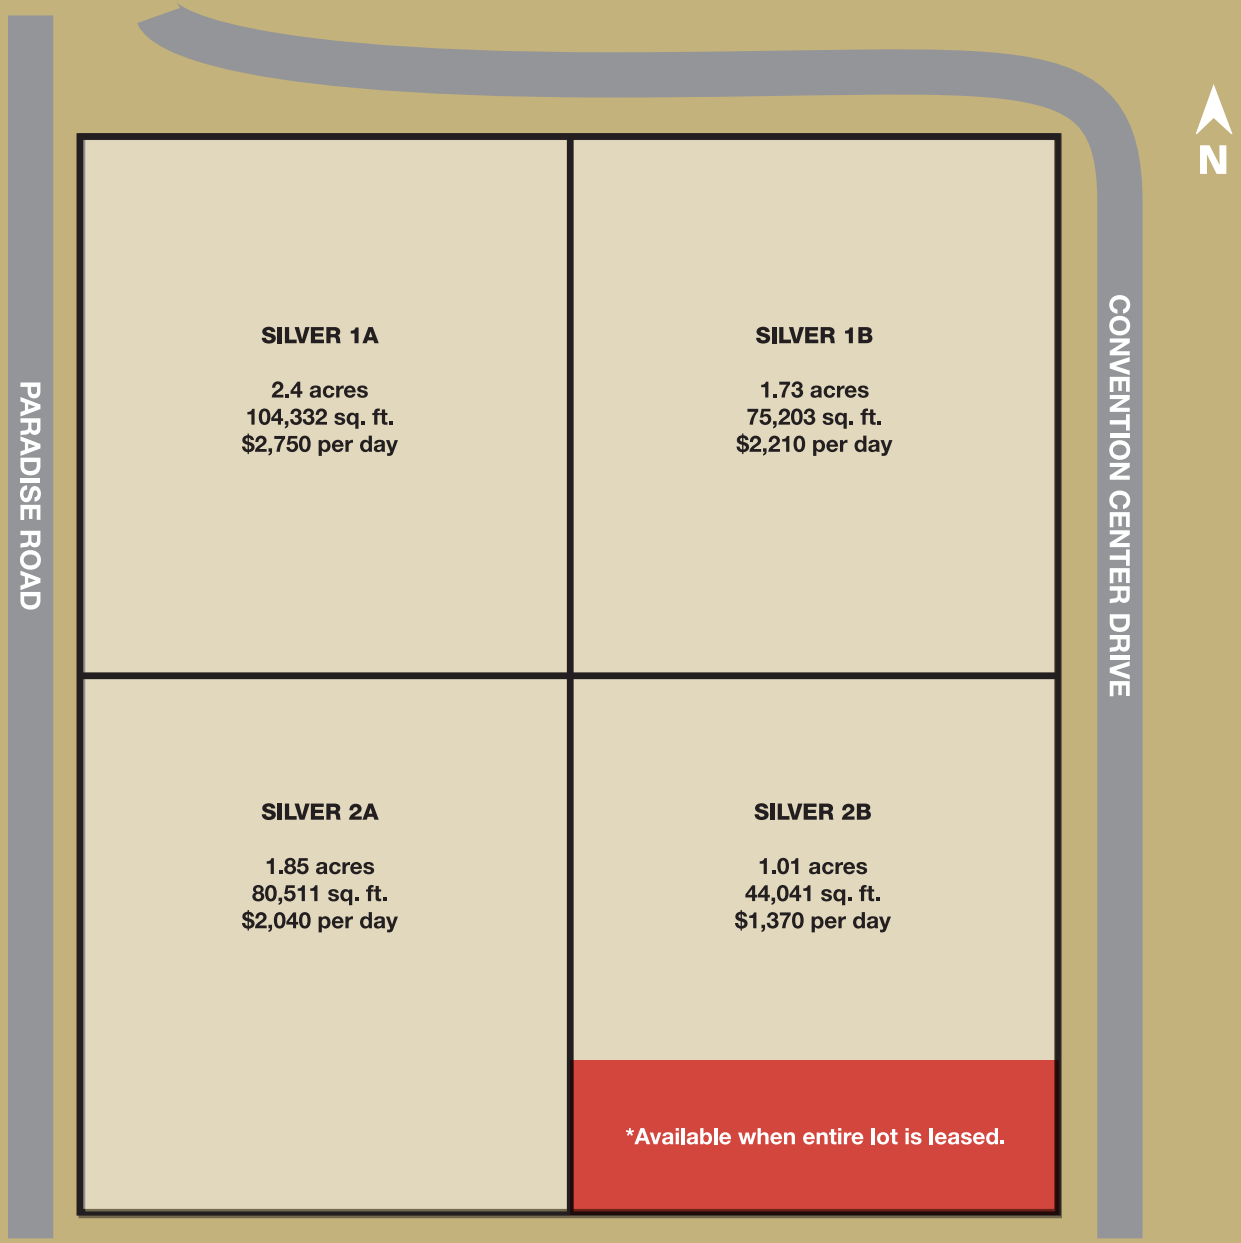 N
PARADISE ROAD
CONVENTION CENTER DRIVE
SILVER 1A
2.4 acres
104,332 sq. ft.
$2,750 per day
SILVER 1B
1.73 acres
75,203 sq. ft.
$2,210 per day
SILVER 2A
1.85 acres
80,511 sq. ft.
$2,040 per day
SILVER 2B
1.01 acres
44,041 sq. ft.
$1,370 per day
*Available when entire lot is leased.